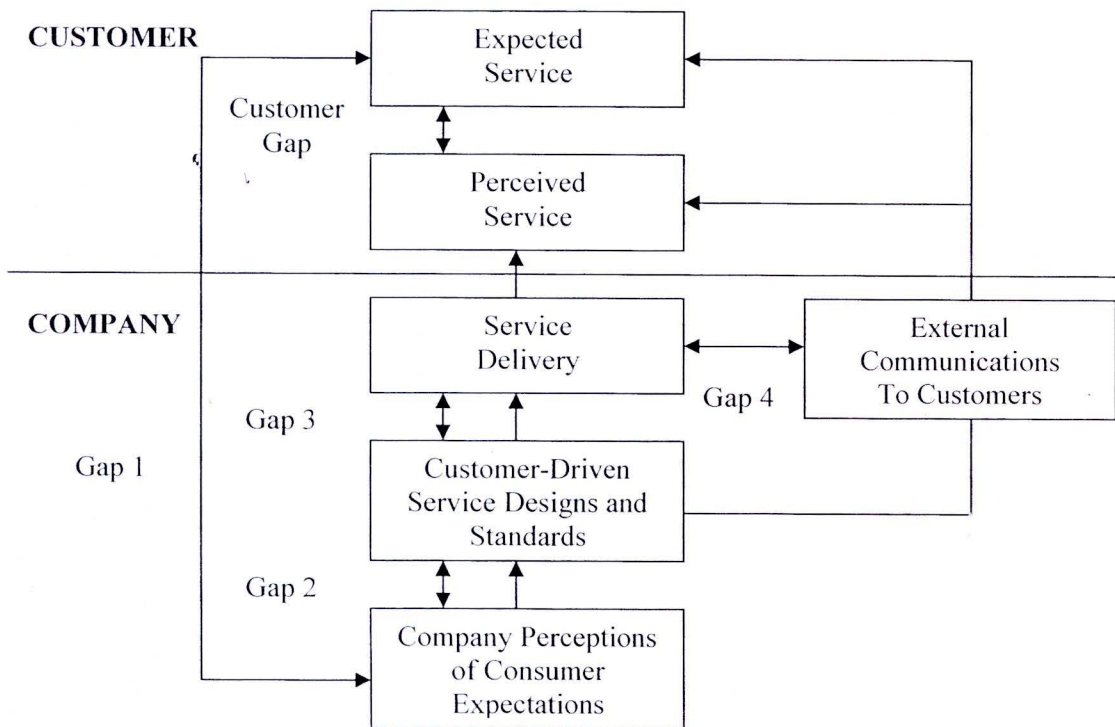 CUSTOMER
Expected
Service
Customer
Gap
Perceived
Service
COMPANY
Service
Delivery
External
Communications
To Customers
Gap 4
Gap 3
Gap 1
Customer-Driven
Service Designs and
Standards
Gap 2
Company Perceptions
of Consumer
Expectations